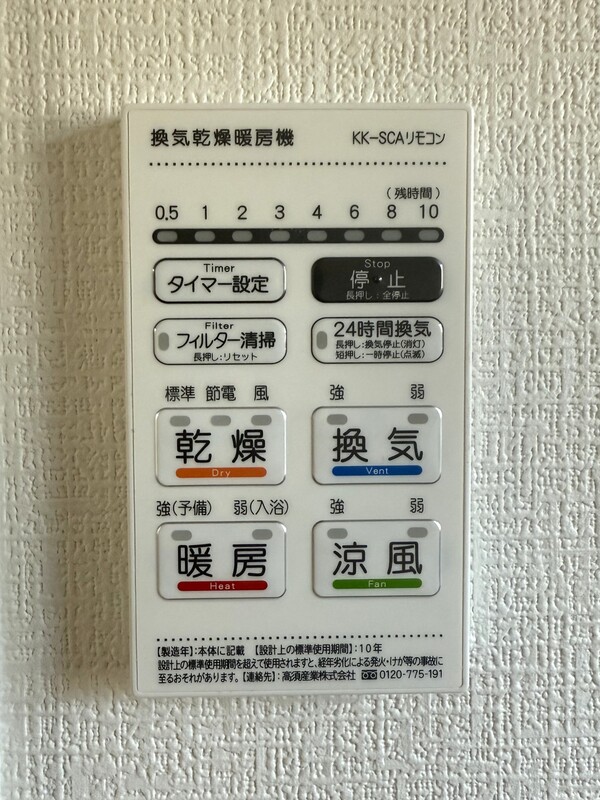 換気乾燥暖房機 KK-SCAリモコン
(残時間)
0.5 1 2 3 4 6 8 10
Timer
タイマー設定
Stop
停・止
長押し:全停止
Filter
フィルター清掃
長押し:リセット
24時間換気
長押し:換気停止(消灯)
短押し:一時停止(点滅)
標準 節電 風
乾燥
Dry
強 弱
換気
Vent
強(予備) 弱(入浴)
暖房
Heat
強 弱
涼風
Fan
【製造年】:本体に記載 【設計上の標準使用期間】:10年
設計上の標準使用期間を超えて使用されますと、経年劣化による発火・けが等の事故に
至るおそれがあります。【連絡先】:高須産業株式会社 0120-775-191